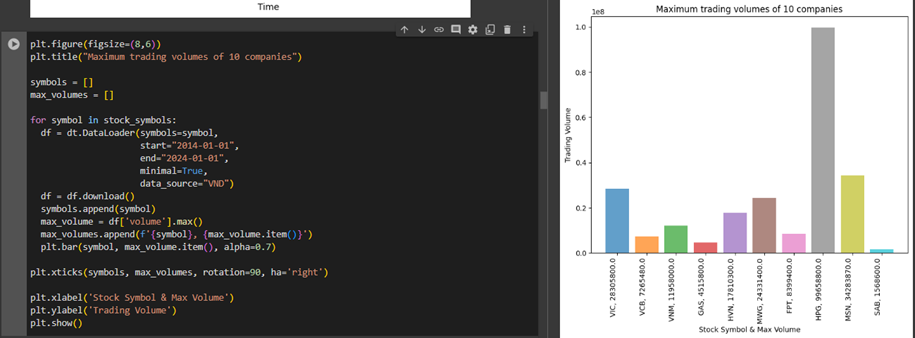 Time
plt.figure(figsize=(8,6))
plt.title("Maximum trading volumes of 10 companies")
symbols = []
max_volumes = []
for symbol in stock_symbols:
  df = dt.DataLoader(symbols=symbol,
                     start="2014-01-01",
                     end="2024-01-01",
                     minimal=True,
                     data_source="VND")
  df = df.download()
  symbols.append(symbol)
  max_volume = df['volume'].max()
  max_volumes.append(f'{symbol}, {max_volume.item()}')
  plt.bar(symbol, max_volume.item(), alpha=0.7)
plt.xticks(symbols, max_volumes, rotation=90, ha='right')
plt.xlabel('Stock Symbol & Max Volume')
plt.ylabel('Trading Volume')
plt.show()
Maximum trading volumes of 10 companies
1e8
1.0
0.8
0.6
0.4
0.2
0.0
Trading Volume
VIC, 28305800.0
VCB, 7265480.0
VNM, 11958000.0
GAS, 4515800.0
HVN, 17810300.0
MWG, 24331400.0
FPT, 8399400.0
HPG, 99658800.0
MSN, 34283870.0
SAB, 1568600.0
Stock Symbol & Max Volume